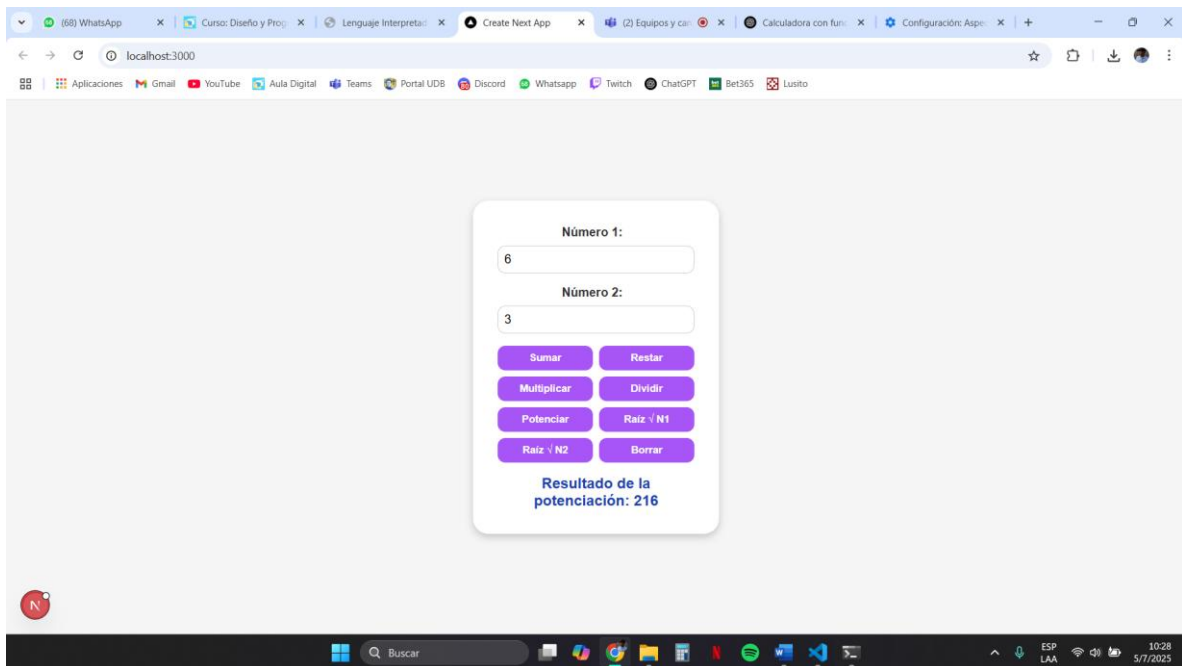 (68) WhatsApp
Curso: Diseño y Prog
Lenguaje Interpretad
Create Next App
(2) Equipos y can
Calculadora con func
Configuración: Aspec
localhost:3000
Aplicaciones Gmail YouTube Aula Digital Teams Portal UDB Discord Whatsapp Twitch ChatGPT Bet365 Lusito
Número 1:
6
Número 2:
3
Sumar Restar
Multiplicar Dividir
Potenciar Raíz √ N1
Raíz √ N2 Borrar
Resultado de la
potenciación: 216
N
Buscar
ESP
LAA
10:28
5/7/2025